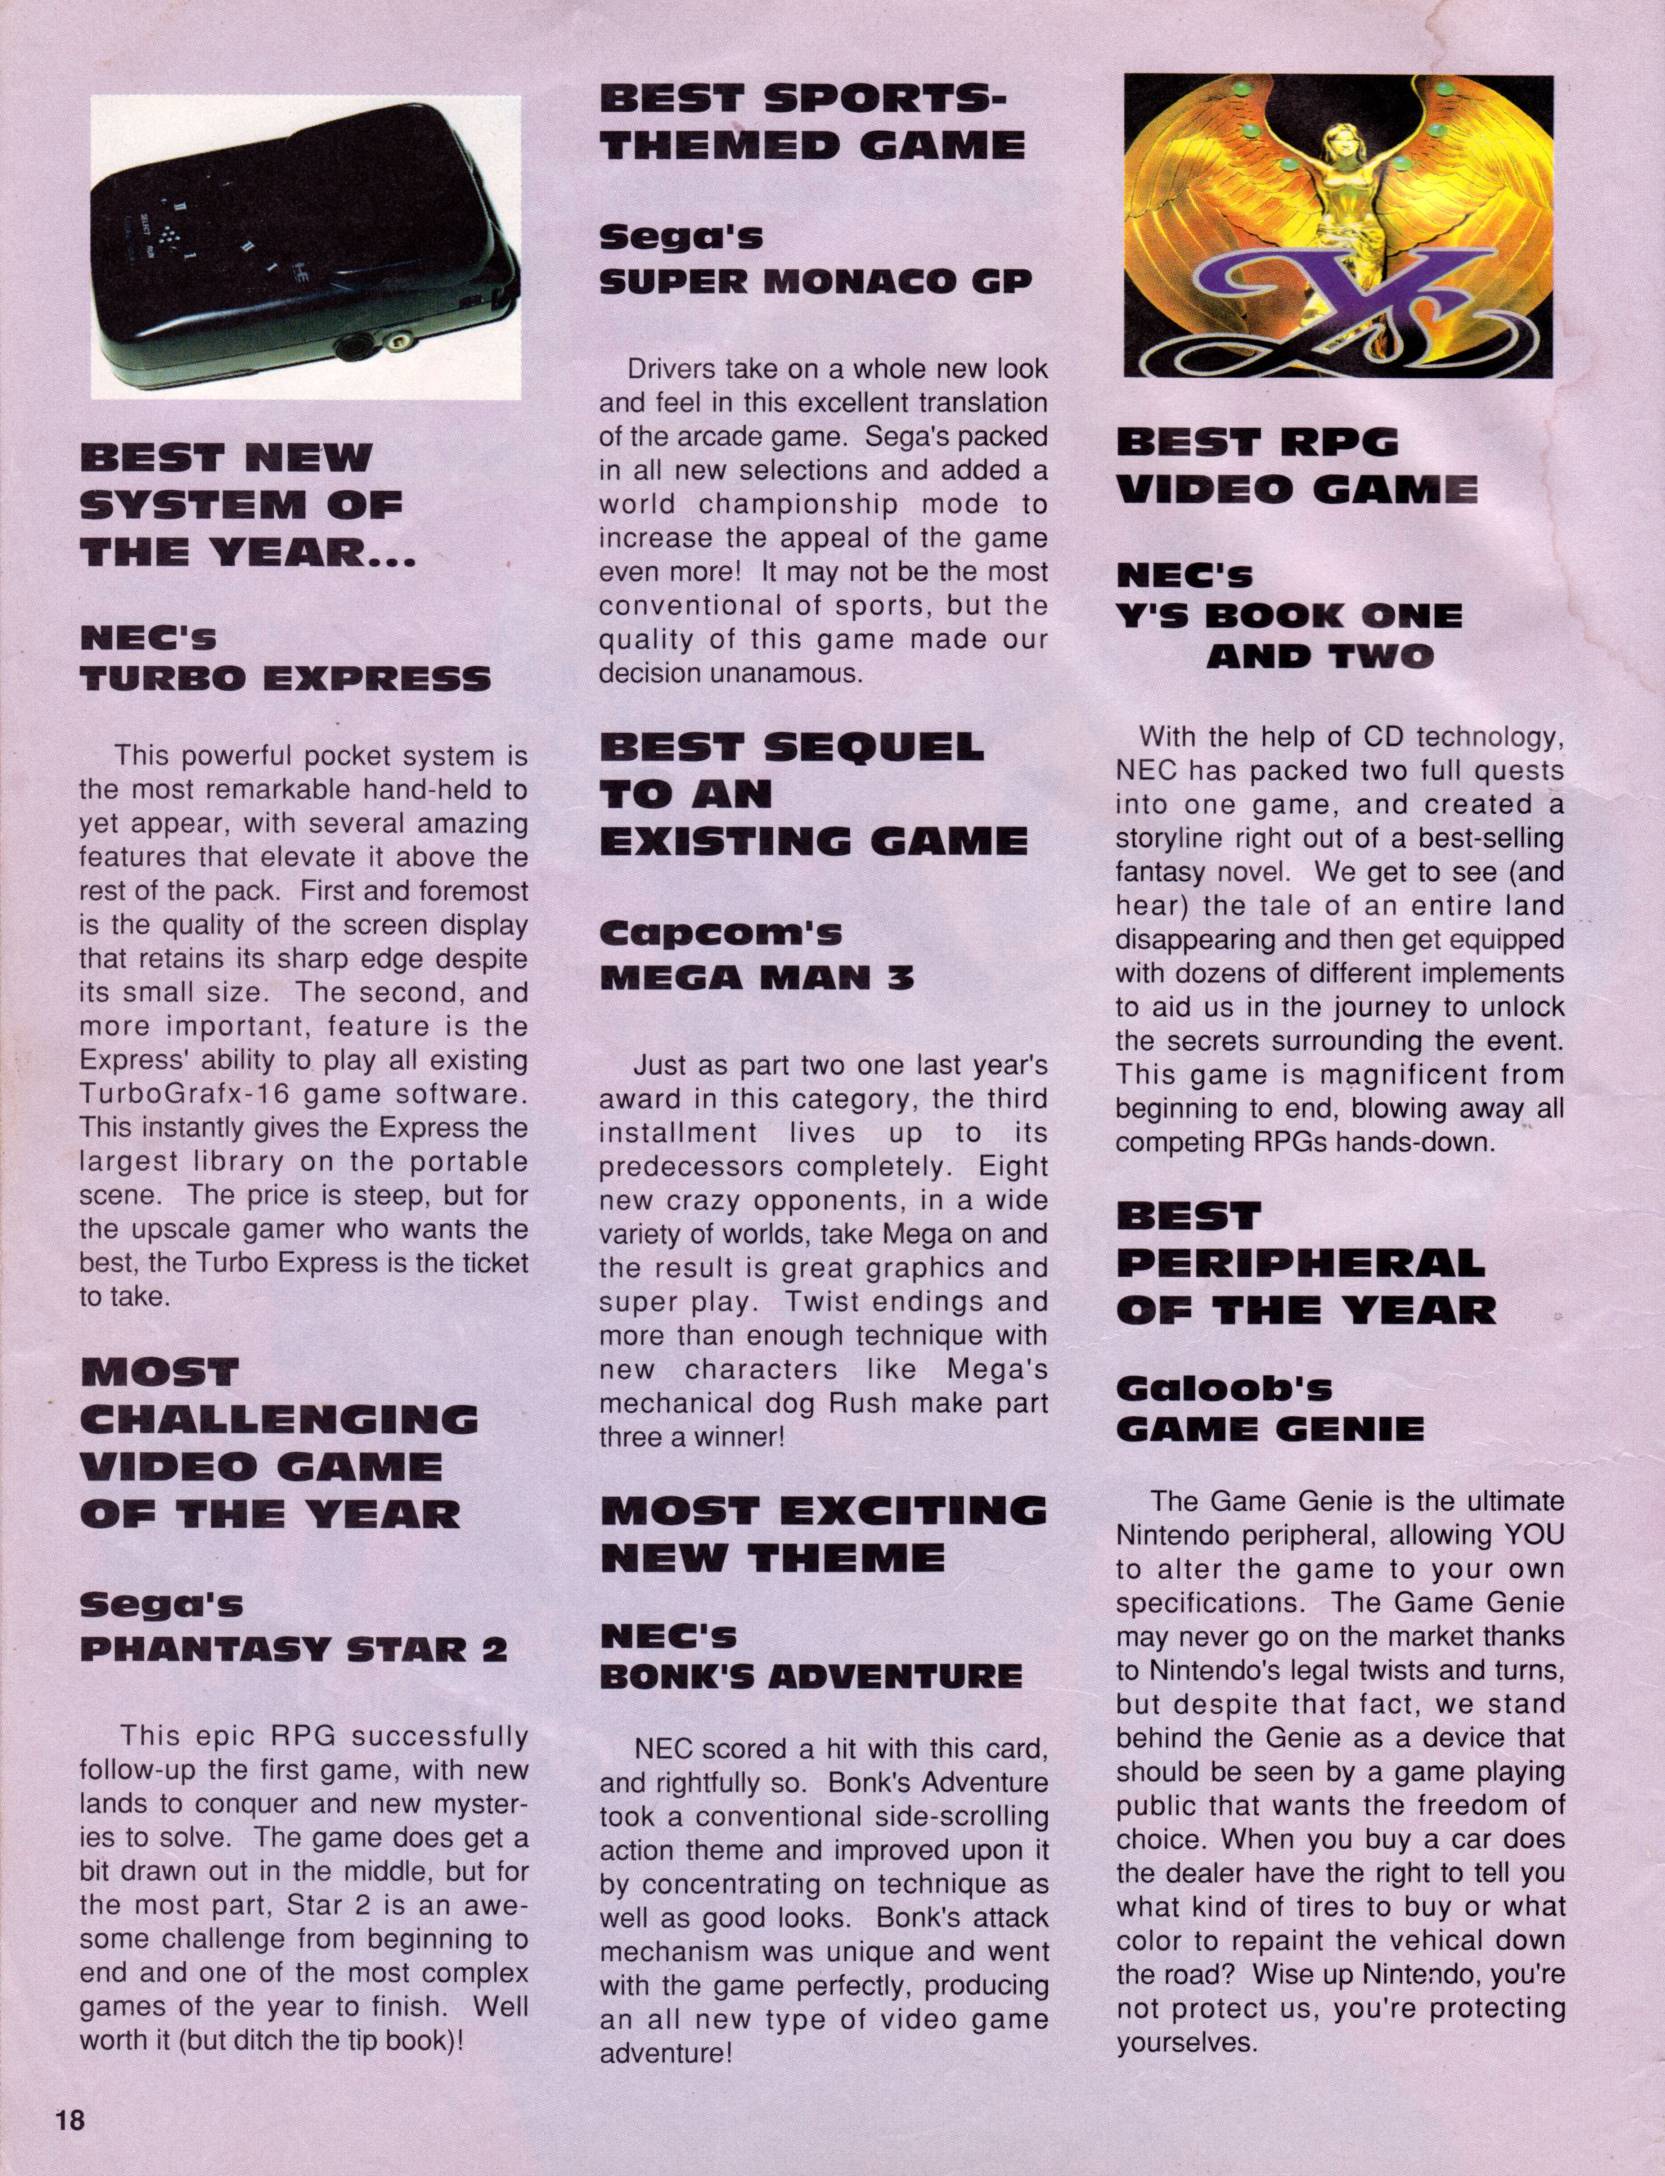 BEST NEW
SYSTEM OF
THE YEAR...
NEC's
TURBO EXPRESS
This powerful pocket system is
the most remarkable hand-held to
yet appear, with several amazing
features that elevate it above the
rest of the pack. First and foremost
is the quality of the screen display
that retains its sharp edge despite
its small size. The second, and
more important, feature is the
Express' ability to play all existing
TurboGrafx-16 game software.
This instantly gives the Express the
largest library on the portable
scene. The price is steep, but for
the upscale gamer who wants the
best, the Turbo Express is the ticket
to take.
MOST
CHALLENGING
VIDEO GAME
OF THE YEAR
Sega's
PHANTASY STAR 2
This epic RPG successfully
follow-up the first game, with new
lands to conquer and new myster-
ies to solve. The game does get a
bit drawn out in the middle, but for
the most part, Star 2 is an awe-
some challenge from beginning to
end and one of the most complex
games of the year to finish. Well
worth it (but ditch the tip book)!
BEST SPORTS-
THEMED GAME
Sega's
SUPER MONACO GP
Drivers take on a whole new look
and feel in this excellent translation
of the arcade game. Sega's packed
in all new selections and added a
world championship mode to
increase the appeal of the game
even more! It may not be the most
conventional of sports, but the
quality of this game made our
decision unanamous.
BEST SEQUEL
TO AN
EXISTING GAME
Capcom's
MEGA MAN 3
Just as part two one last year's
award in this category, the third
installment lives up to its
predecessors completely. Eight
new crazy opponents, in a wide
variety of worlds, take Mega on and
the result is great graphics and
super play. Twist endings and
more than enough technique with
new characters like Mega's
mechanical dog Rush make part
three a winner!
MOST EXCITING
NEW THEME
NEC's
BONK'S ADVENTURE
NEC scored a hit with this card,
and rightfully so. Bonk's Adventure
took a conventional side-scrolling
action theme and improved upon it
by concentrating on technique as
well as good looks. Bonk's attack
mechanism was unique and went
with the game perfectly, producing
an all new type of video game
adventure!
Ys
BEST RPG
VIDEO GAME
NEC's
Y'S BOOK ONE
AND TWO
With the help of CD technology,
NEC has packed two full quests
into one game, and created a
storyline right out of a best-selling
fantasy novel. We get to see (and
hear) the tale of an entire land
disappearing and then get equipped
with dozens of different implements
to aid us in the journey to unlock
the secrets surrounding the event.
This game is magnificent from
beginning to end, blowing away all
competing RPGs hands-down.
BEST
PERIPHERAL
OF THE YEAR
Galoob's
GAME GENIE
The Game Genie is the ultimate
Nintendo peripheral, allowing YOU
to alter the game to your own
specifications. The Game Genie
may never go on the market thanks
to Nintendo's legal twists and turns,
but despite that fact, we stand
behind the Genie as a device that
should be seen by a game playing
public that wants the freedom of
choice. When you buy a car does
the dealer have the right to tell you
what kind of tires to buy or what
color to repaint the vehical down
the road? Wise up Nintendo, you're
not protect us, you're protecting
yourselves.
18